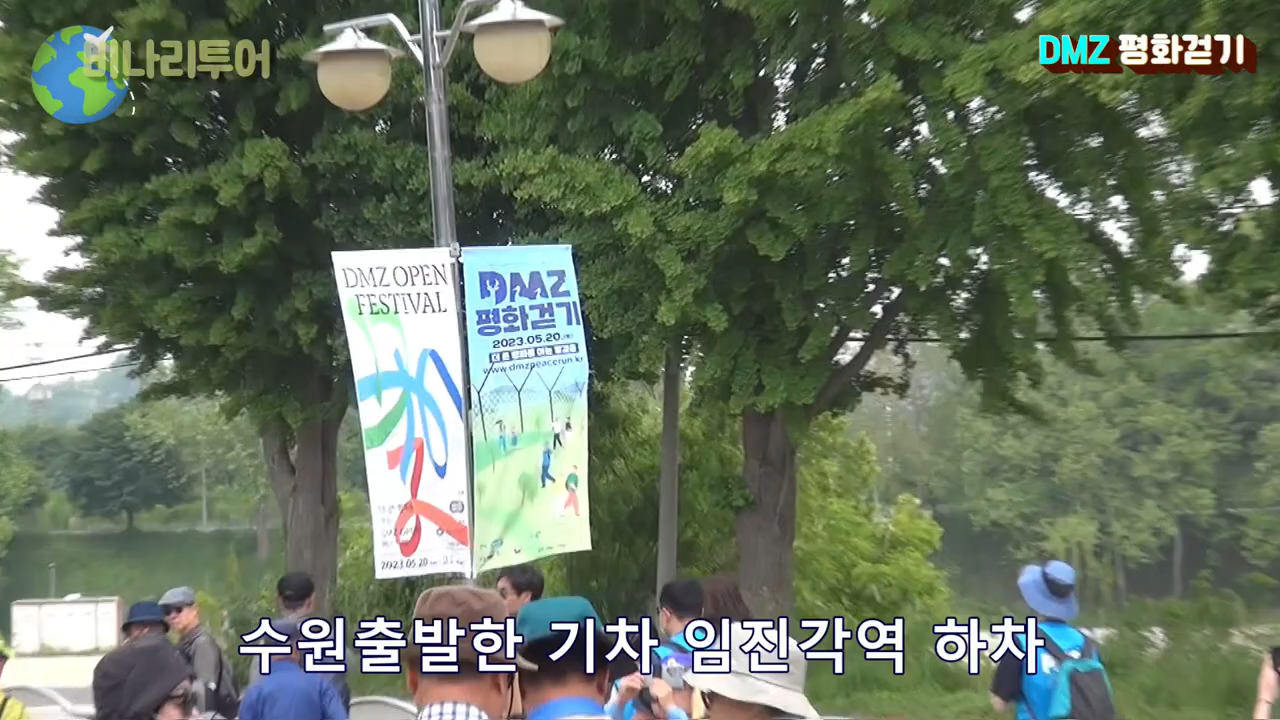 비나리투어
DMZ 평화걷기
DMZ OPEN
FESTIVAL
2023.05.20
DMZ
평화걷기
2023.05.20.
www.dmzpeacerun.kr
수원출발한 기차 임진각역 하차